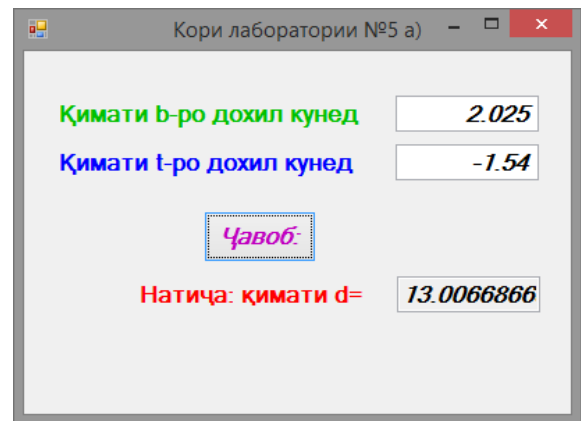 Кори лаборатории №5 а)
Қимати b-ро дохил кунед 2.025
Қимати t-ро дохил кунед -1.54
Ҷавоб:
Натиҷа: қимати d= 13.0066866